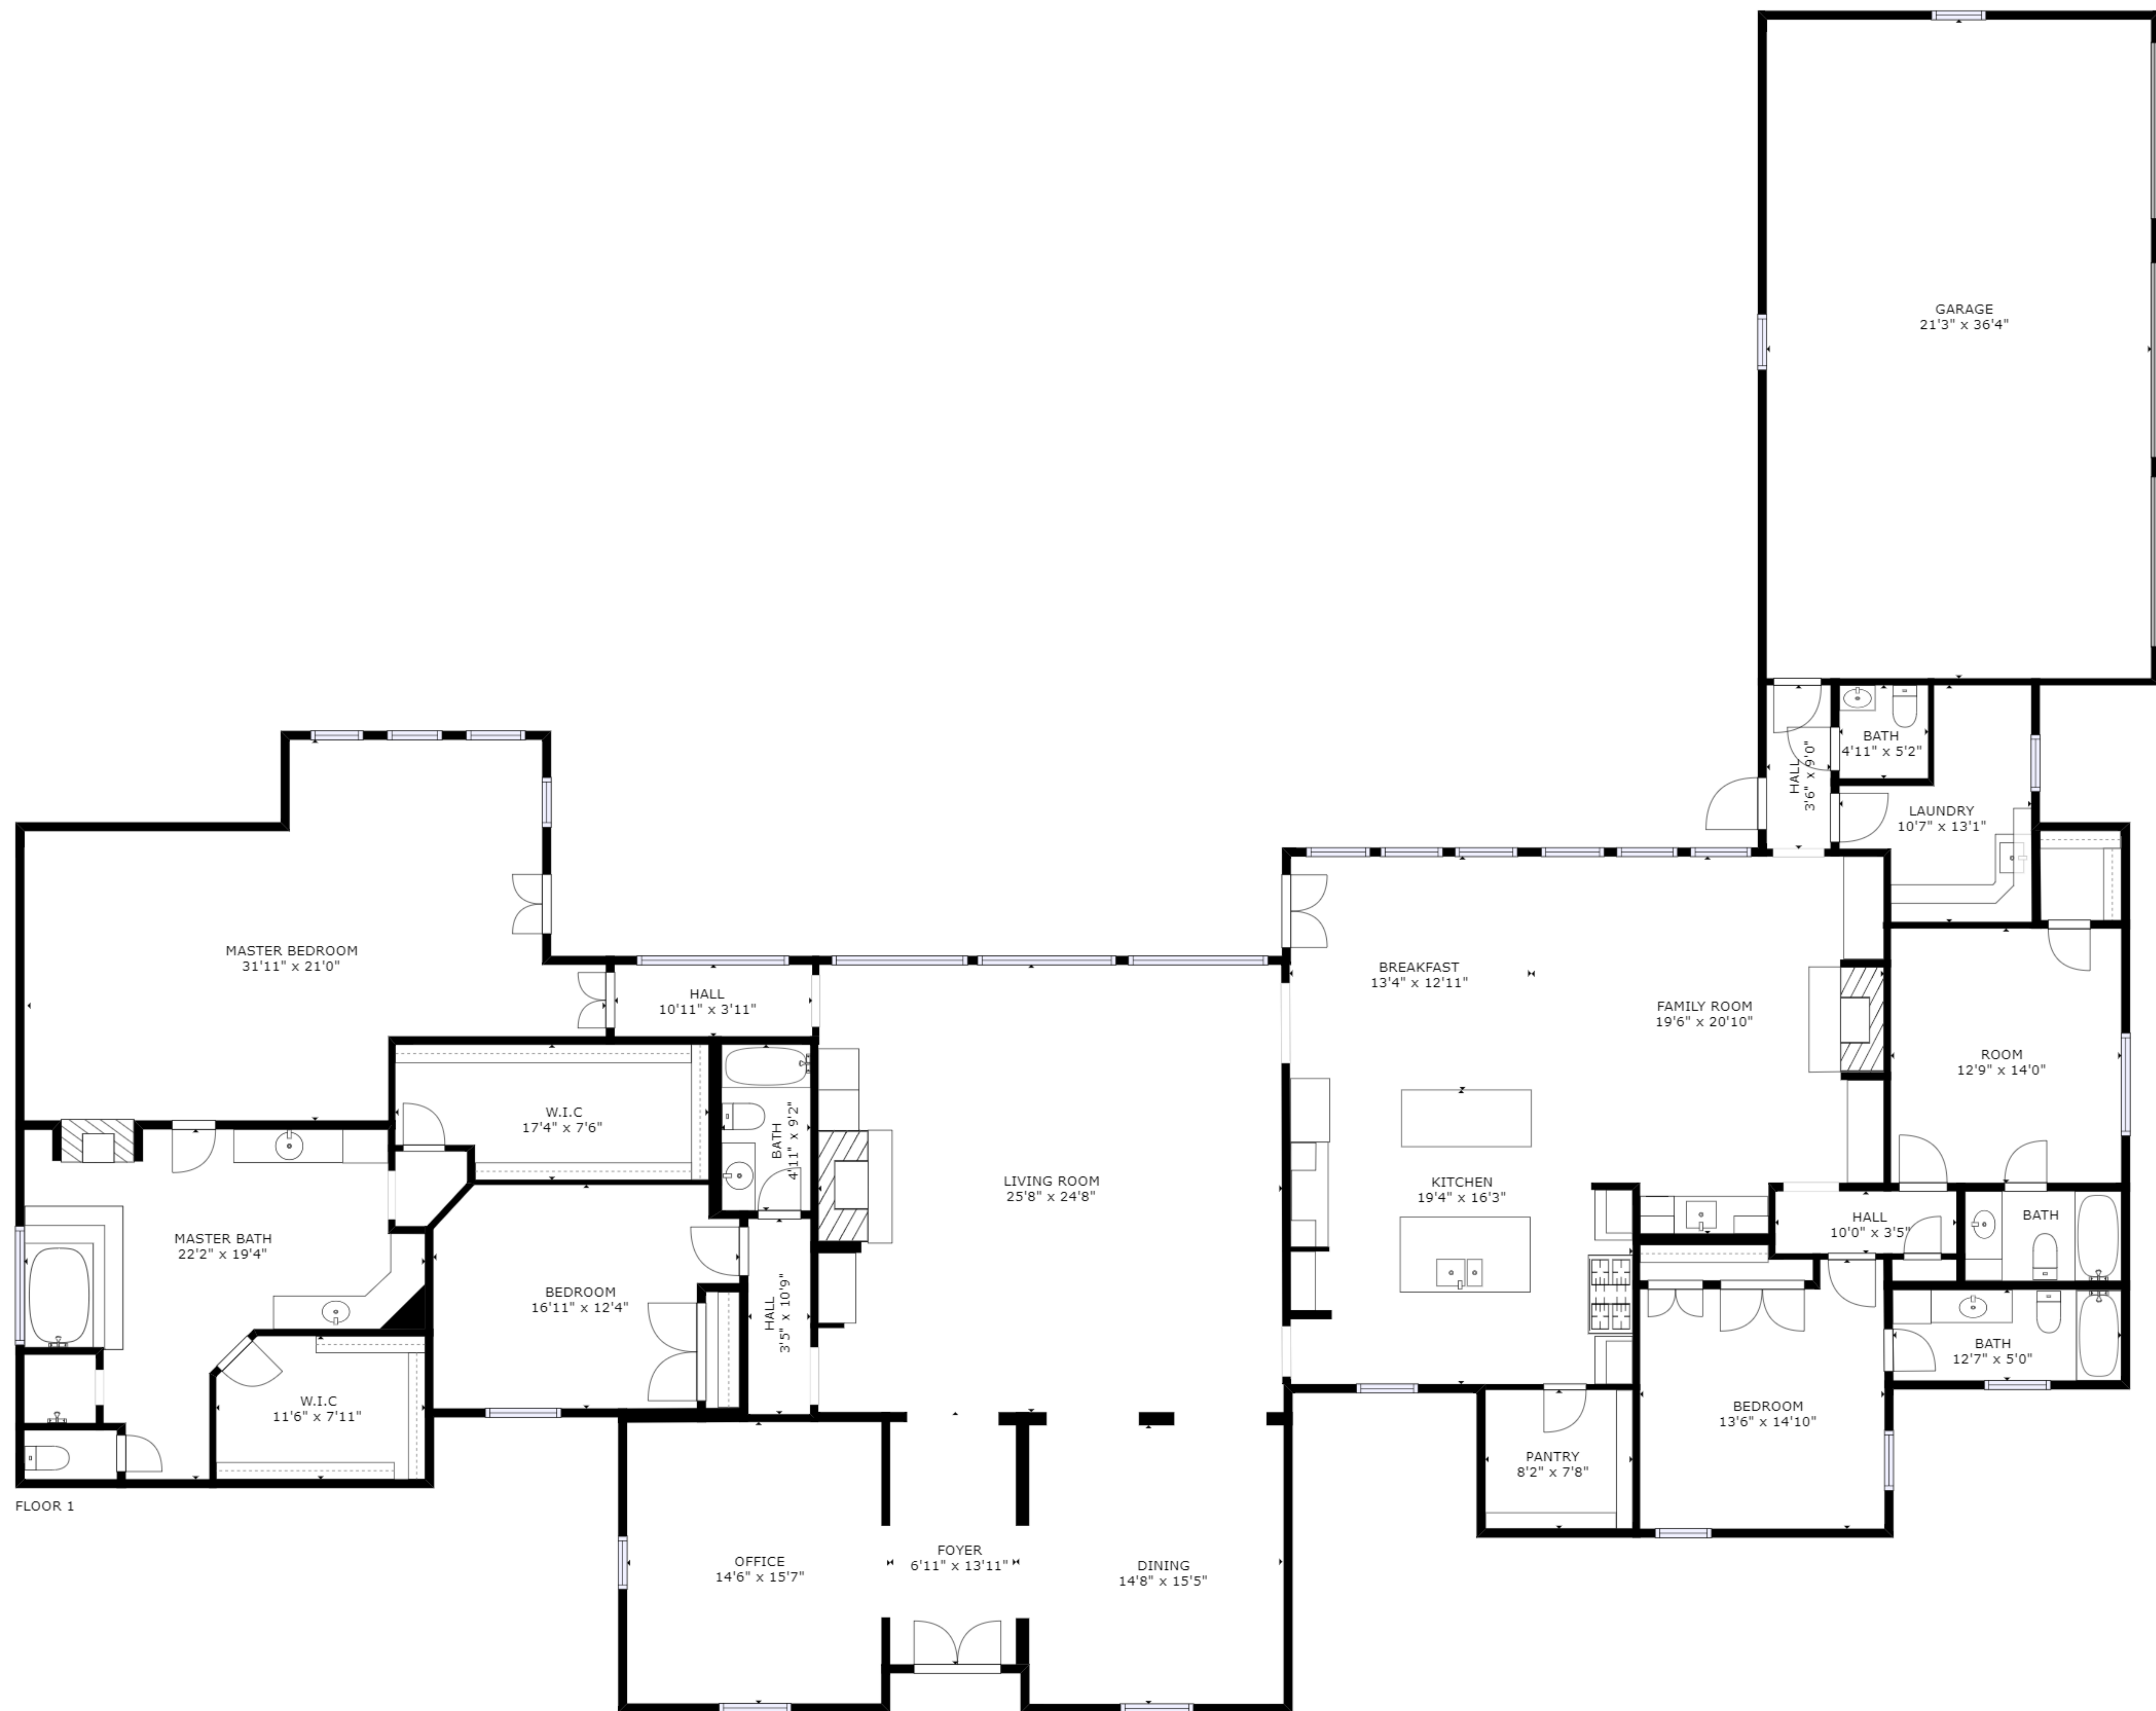 GARAGE
21'3" x 36'4"
BATH
4'11" x 5'2"
HALL
3'6" x 9'0"
LAUNDRY
10'7" x 13'1"
MASTER BEDROOM
31'11" x 21'0"
HALL
10'11" x 3'11"
BREAKFAST
13'4" x 12'11"
FAMILY ROOM
19'6" x 20'10"
ROOM
12'9" x 14'0"
W.I.C
17'4" x 7'6"
BATH
4'11" x 9'2"
LIVING ROOM
25'8" x 24'8"
KITCHEN
19'4" x 16'3"
HALL
10'0" x 3'5"
BATH
MASTER BATH
22'2" x 19'4"
BEDROOM
16'11" x 12'4"
HALL
3'5" x 10'9"
BATH
12'7" x 5'0"
W.I.C
11'6" x 7'11"
BEDROOM
13'6" x 14'10"
PANTRY
8'2" x 7'8"
FLOOR 1
OFFICE
14'6" x 15'7"
FOYER
6'11" x 13'11"
DINING
14'8" x 15'5"